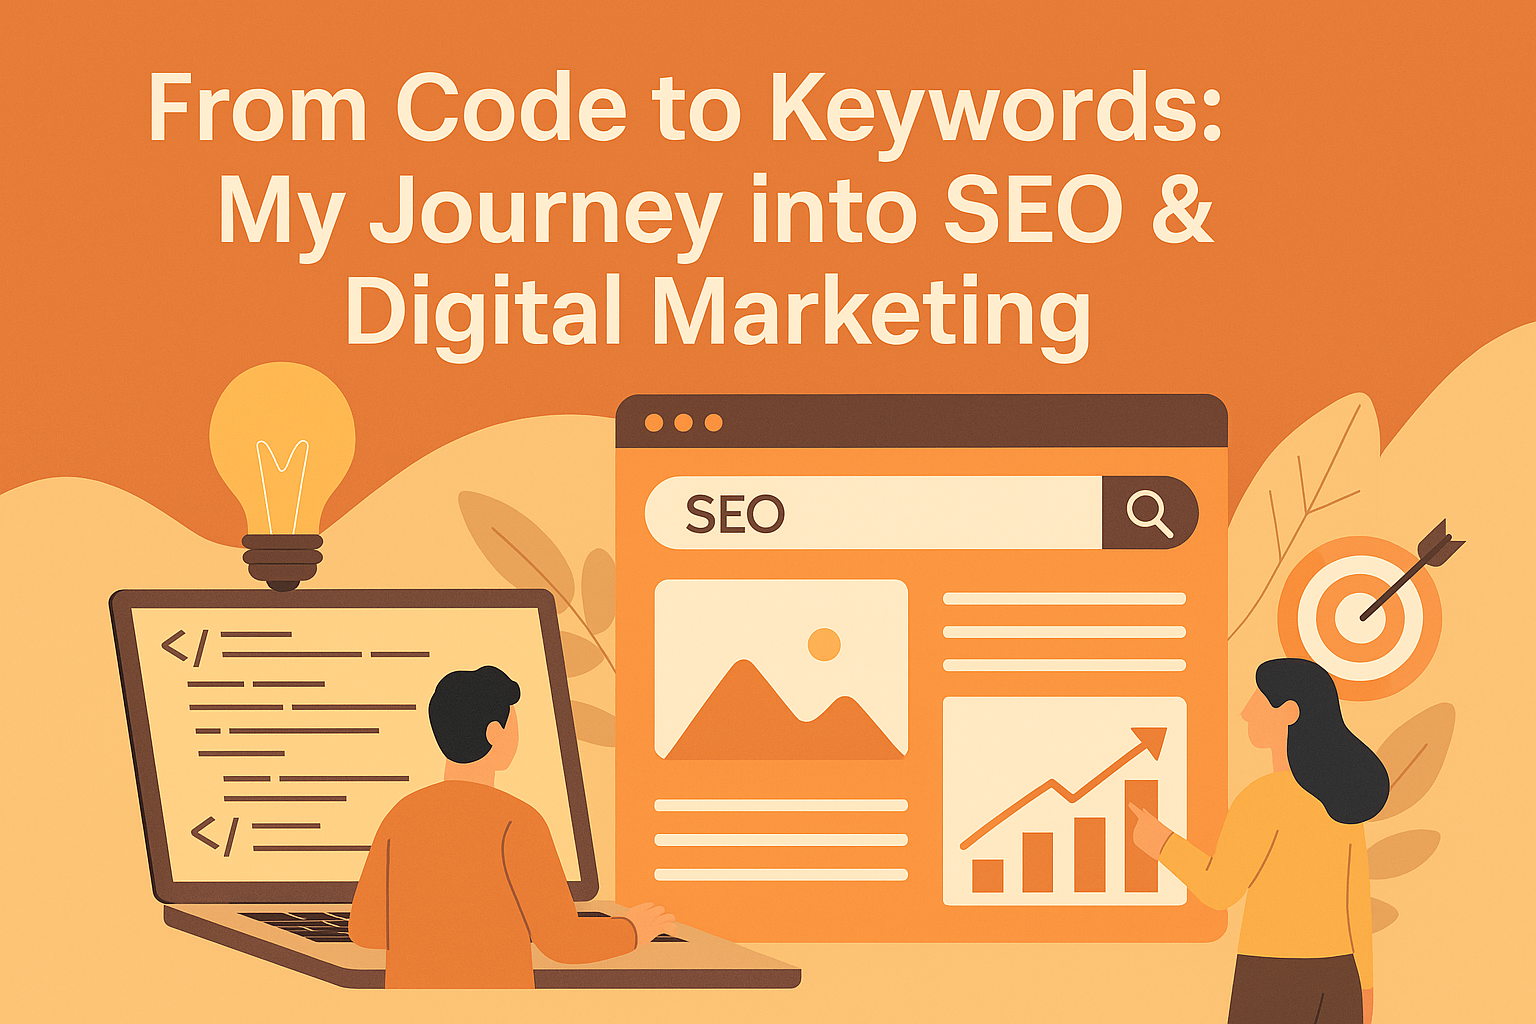 From Code to Keywords:
My Journey into SEO &
Digital Marketing
SEO
</>
</>